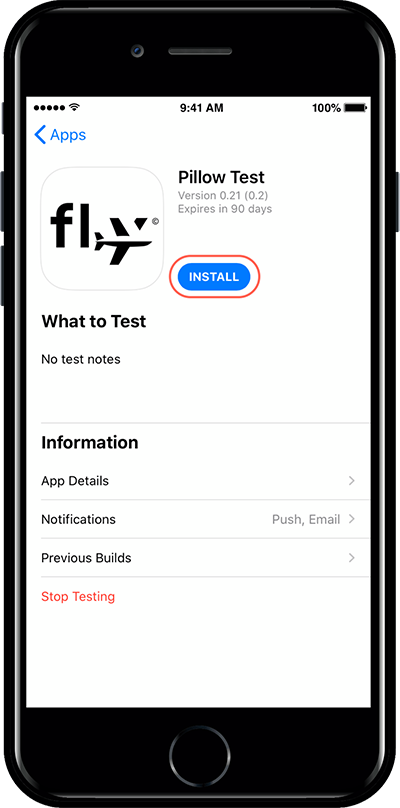 9:41 AM 100%
Apps
fly©
Pillow Test
Version 0.21 (0.2)
Expires in 90 days
INSTALL
What to Test
No test notes
Information
App Details
Notifications Push, Email
Previous Builds
Stop Testing